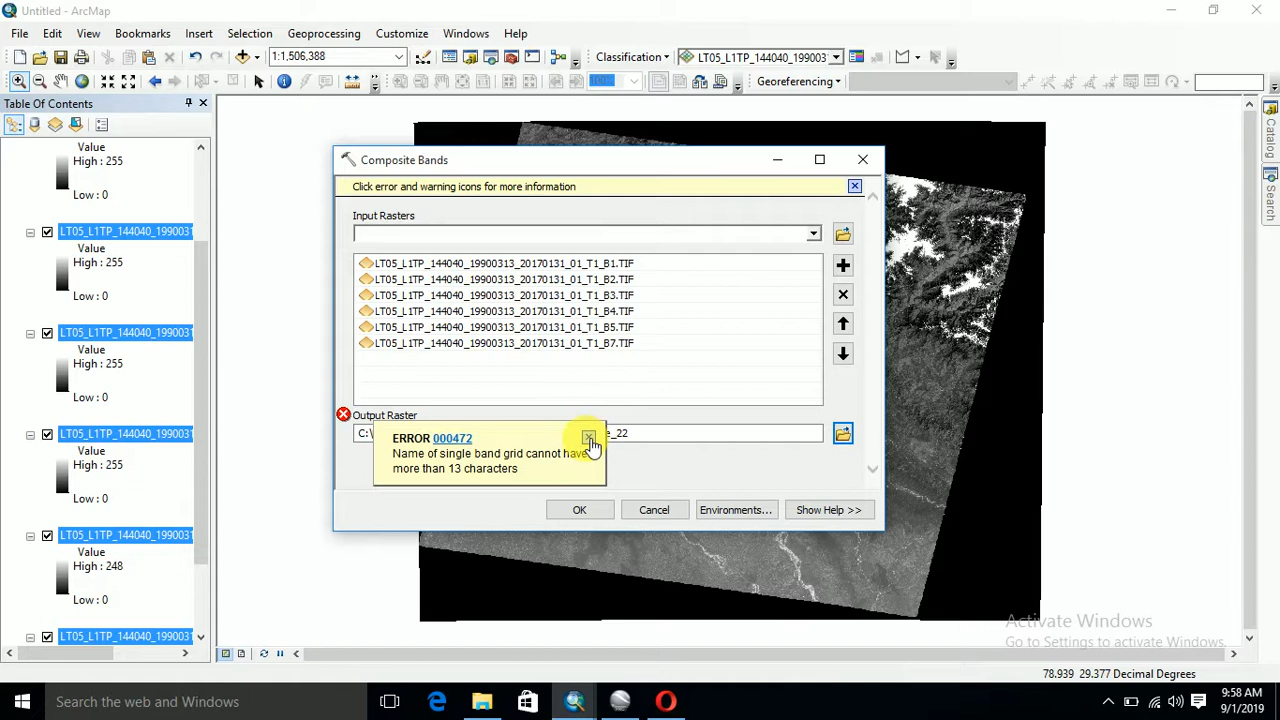 Untitled - ArcMap
File Edit View Bookmarks Insert Selection Geoprocessing Customize Windows Help
1:1,506,388
Classification
LT05_L1TP_144040_199003
100%
Georeferencing
Table Of Contents
Value
High : 255
Low : 0
LT05_L1TP_144040_1990031
Value
High : 255
Low : 0
LT05_L1TP_144040_1990031
Value
High : 255
Low : 0
LT05_L1TP_144040_1990031
Value
High : 255
Low : 0
LT05_L1TP_144040_1990031
Value
High : 248
Low : 0
LT05_L1TP_144040_1990031
Composite Bands
Click error and warning icons for more information
Input Rasters
LT05_L1TP_144040_19900313_20170131_01_T1_B1.TIF
LT05_L1TP_144040_19900313_20170131_01_T1_B2.TIF
LT05_L1TP_144040_19900313_20170131_01_T1_B3.TIF
LT05_L1TP_144040_19900313_20170131_01_T1_B4.TIF
LT05_L1TP_144040_19900313_20170131_01_T1_B5.TIF
LT05_L1TP_144040_19900313_20170131_01_T1_B7.TIF
Output Raster
C:\ e_22
ERROR 000472
Name of single band grid cannot have
more than 13 characters
OK Cancel Environments... Show Help >>
Catalog
Search
Activate Windows
Go to Settings to activate Windows.
78.939 29.377 Decimal Degrees
Search the web and Windows
9:58 AM
9/1/2019